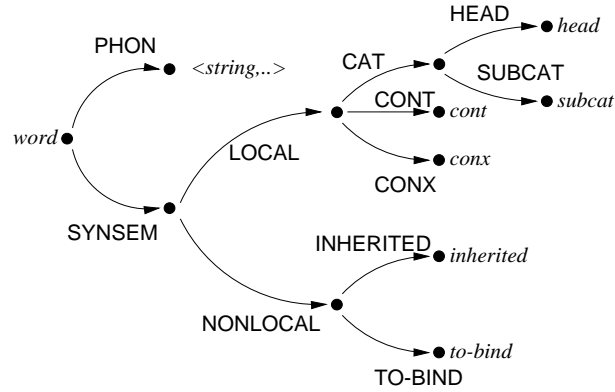 HEAD
head
PHON
<string,..>
CAT
SUBCAT
subcat
CONT
cont
word
LOCAL
conx
CONX
SYNSEM
INHERITED
inherited
NONLOCAL
to-bind
TO-BIND